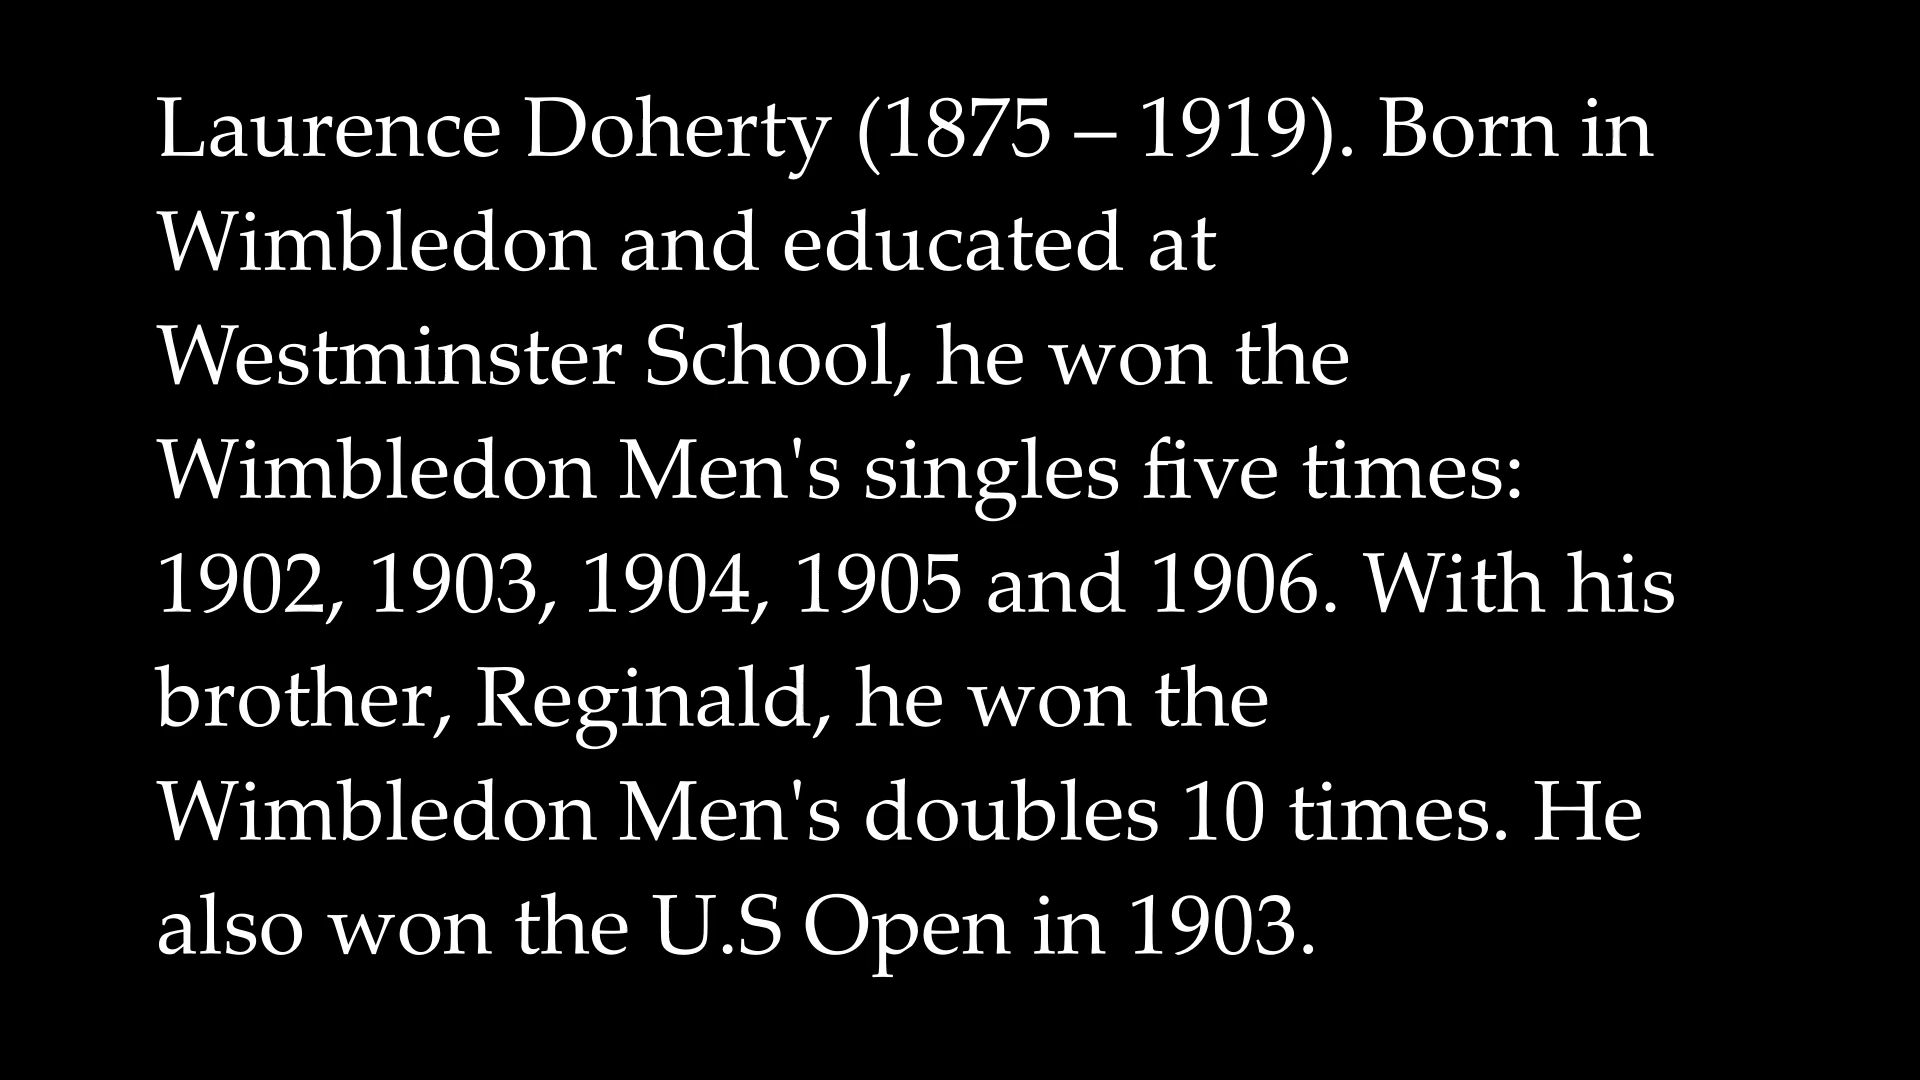 Laurence Doherty (1875 – 1919). Born in
Wimbledon and educated at
Westminster School, he won the
Wimbledon Men's singles five times:
1902, 1903, 1904, 1905 and 1906. With his
brother, Reginald, he won the
Wimbledon Men's doubles 10 times. He
also won the U.S Open in 1903.